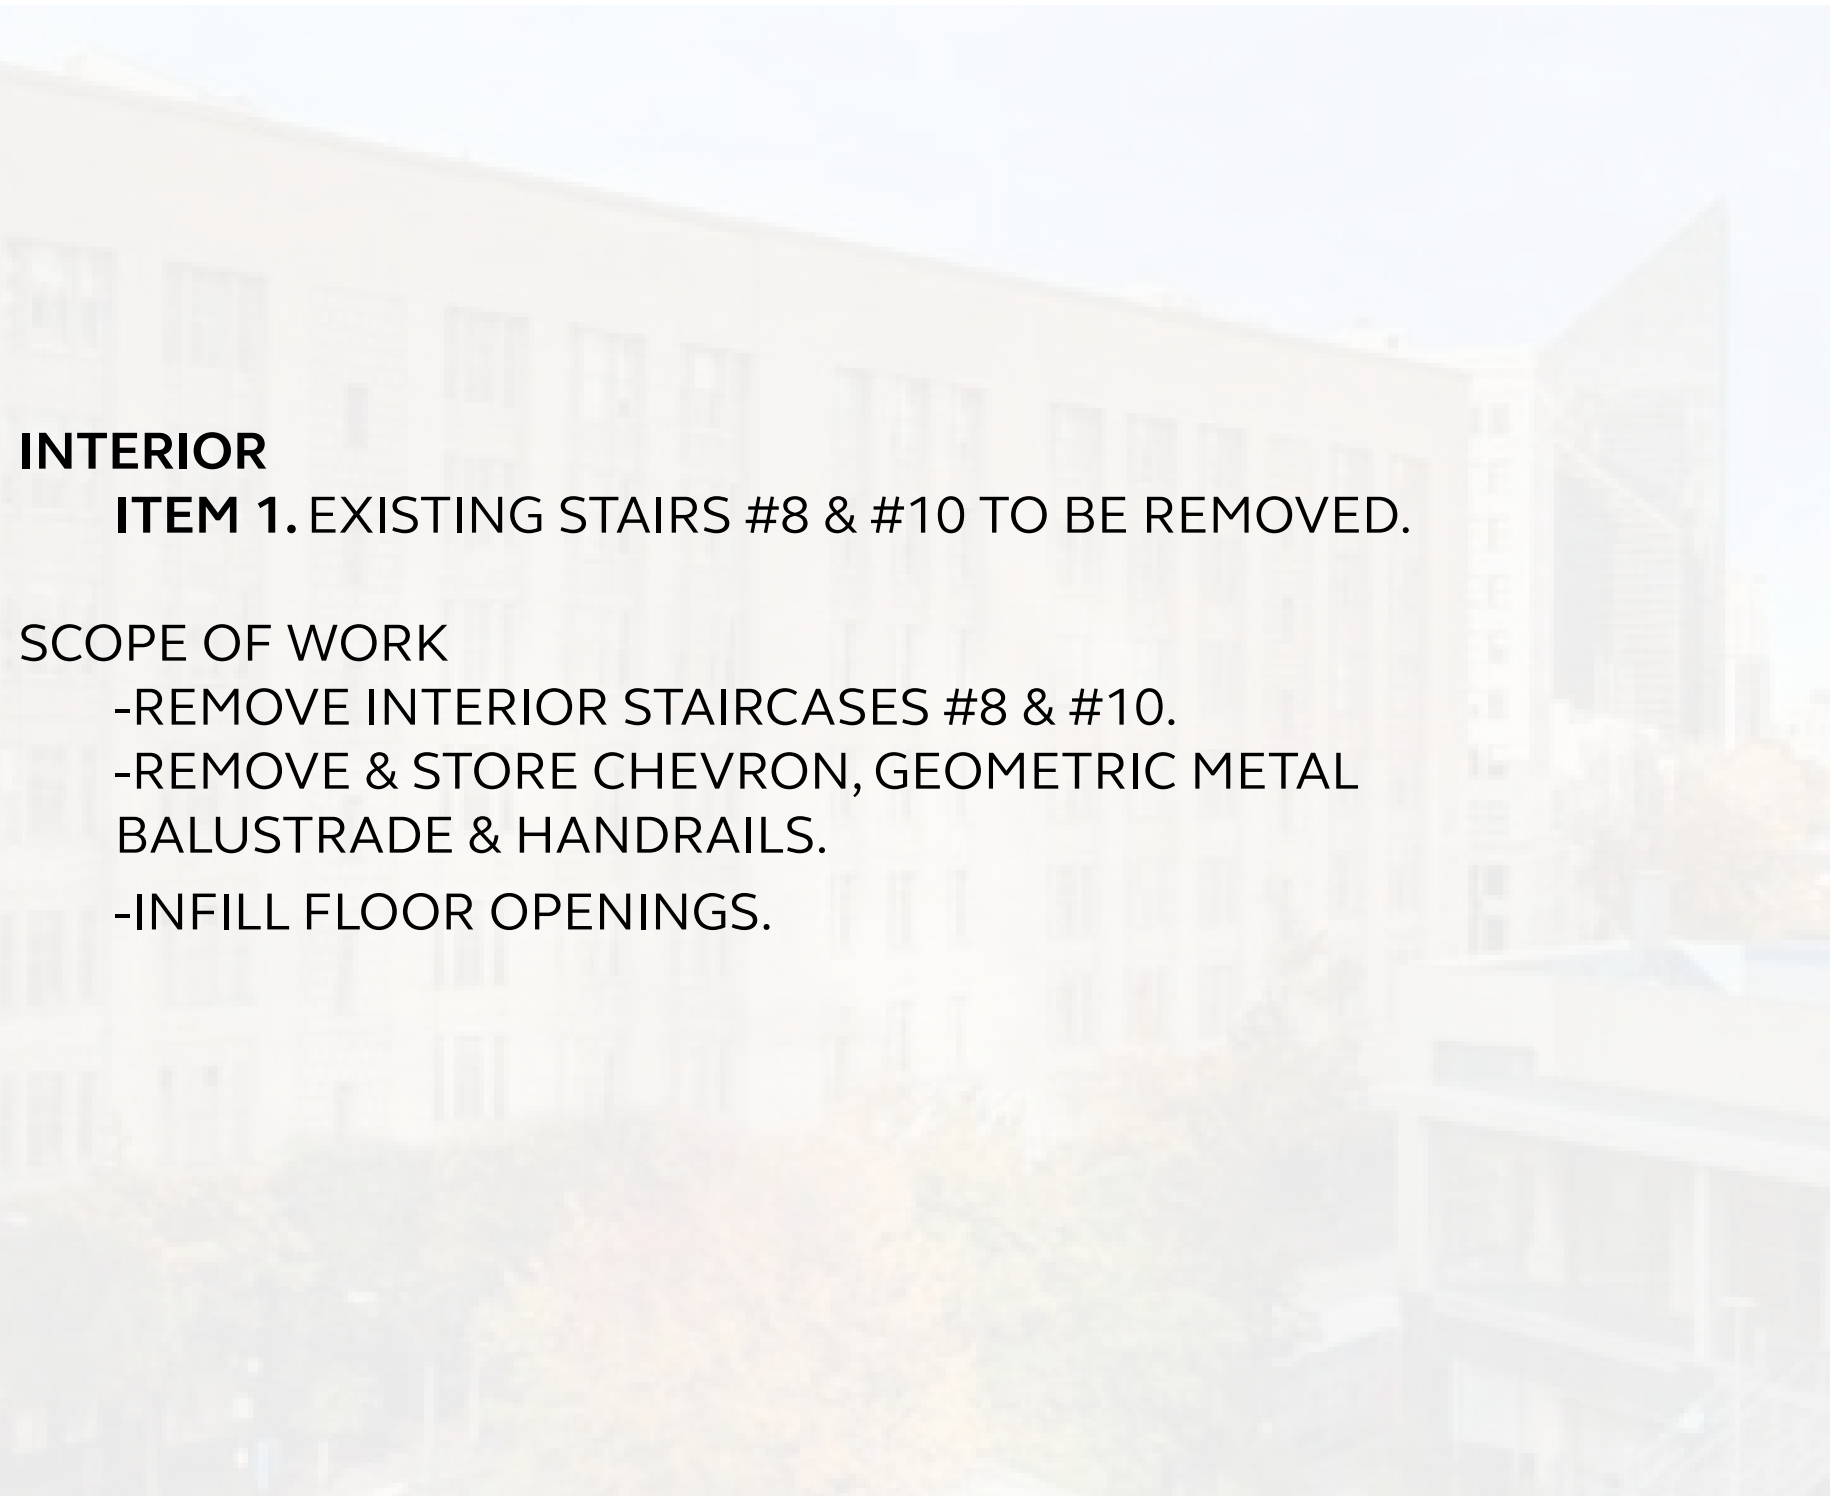 INTERIOR
ITEM 1. EXISTING STAIRS #8 & #10 TO BE REMOVED.
SCOPE OF WORK
-REMOVE INTERIOR STAIRCASES #8 & #10.
-REMOVE & STORE CHEVRON, GEOMETRIC METAL
BALUSTRADE & HANDRAILS.
-INFILL FLOOR OPENINGS.